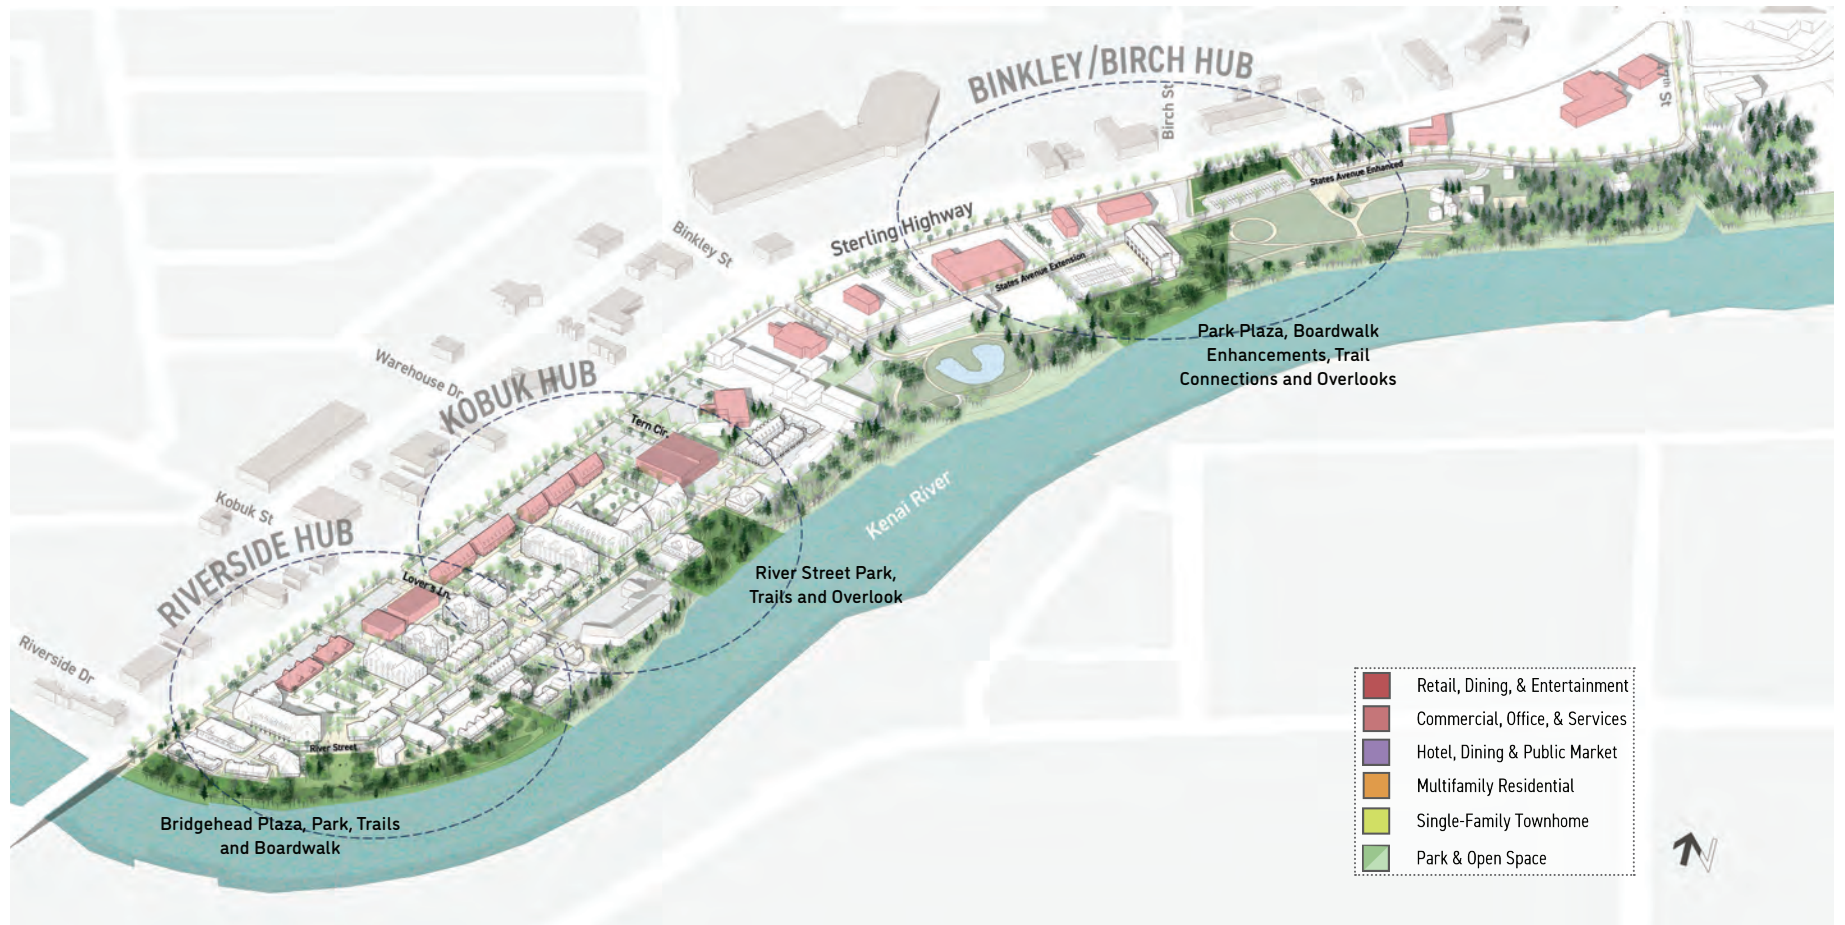 BINKLEY/BIRCH HUB
Birch St
7th St
States Avenue Enhanced
Sterling Highway
Binkley St
States Avenue Extension
Park Plaza, Boardwalk
Enhancements, Trail
Connections and Overlooks
Warehouse Dr
KOBUK HUB
Tern Cir.
Kenai River
Kobuk St
RIVERSIDE HUB
Lover's Ln.
River Street Park,
Trails and Overlook
Riverside Dr
River Street
Bridgehead Plaza, Park, Trails
and Boardwalk
Retail, Dining, & Entertainment
Commercial, Office, & Services
Hotel, Dining & Public Market
Multifamily Residential
Single-Family Townhome
Park & Open Space
N